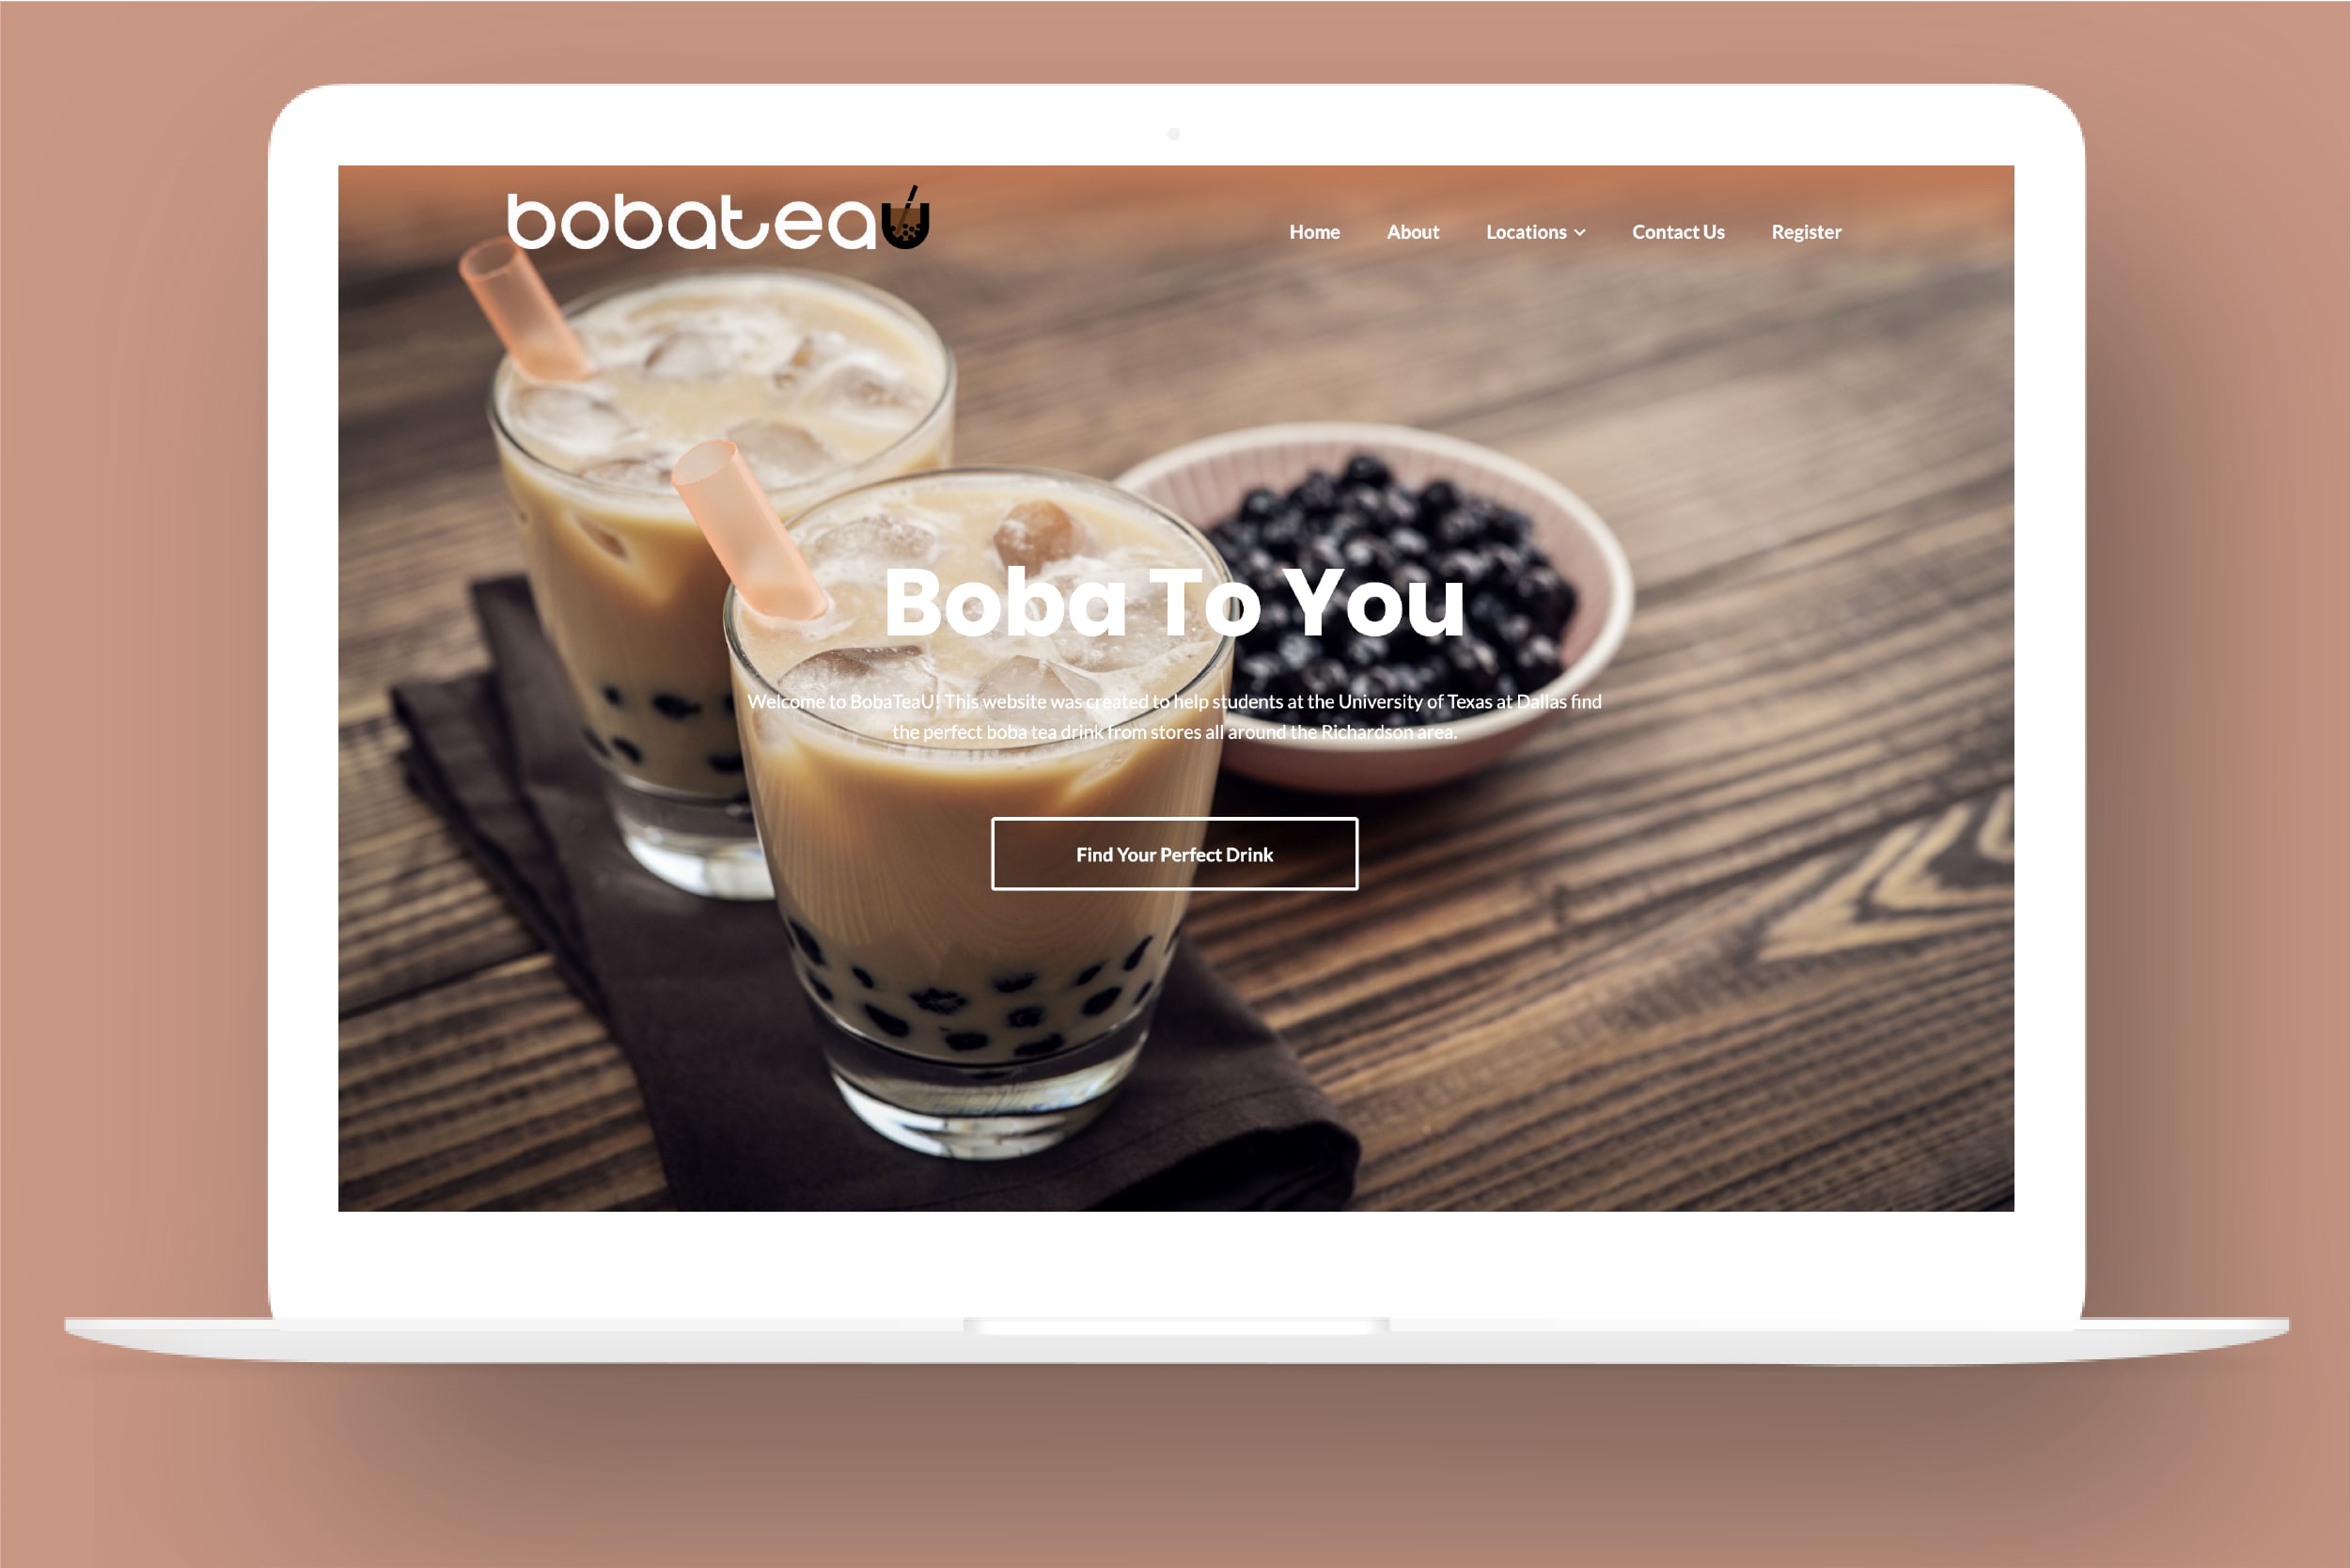 bobateaU
Home About Locations Contact Us Register
Boba To You
Welcome to BobaTeaU! This website was created to help students at the University of Texas at Dallas find
the perfect boba tea drink from stores all around the Richardson area.
Find Your Perfect Drink